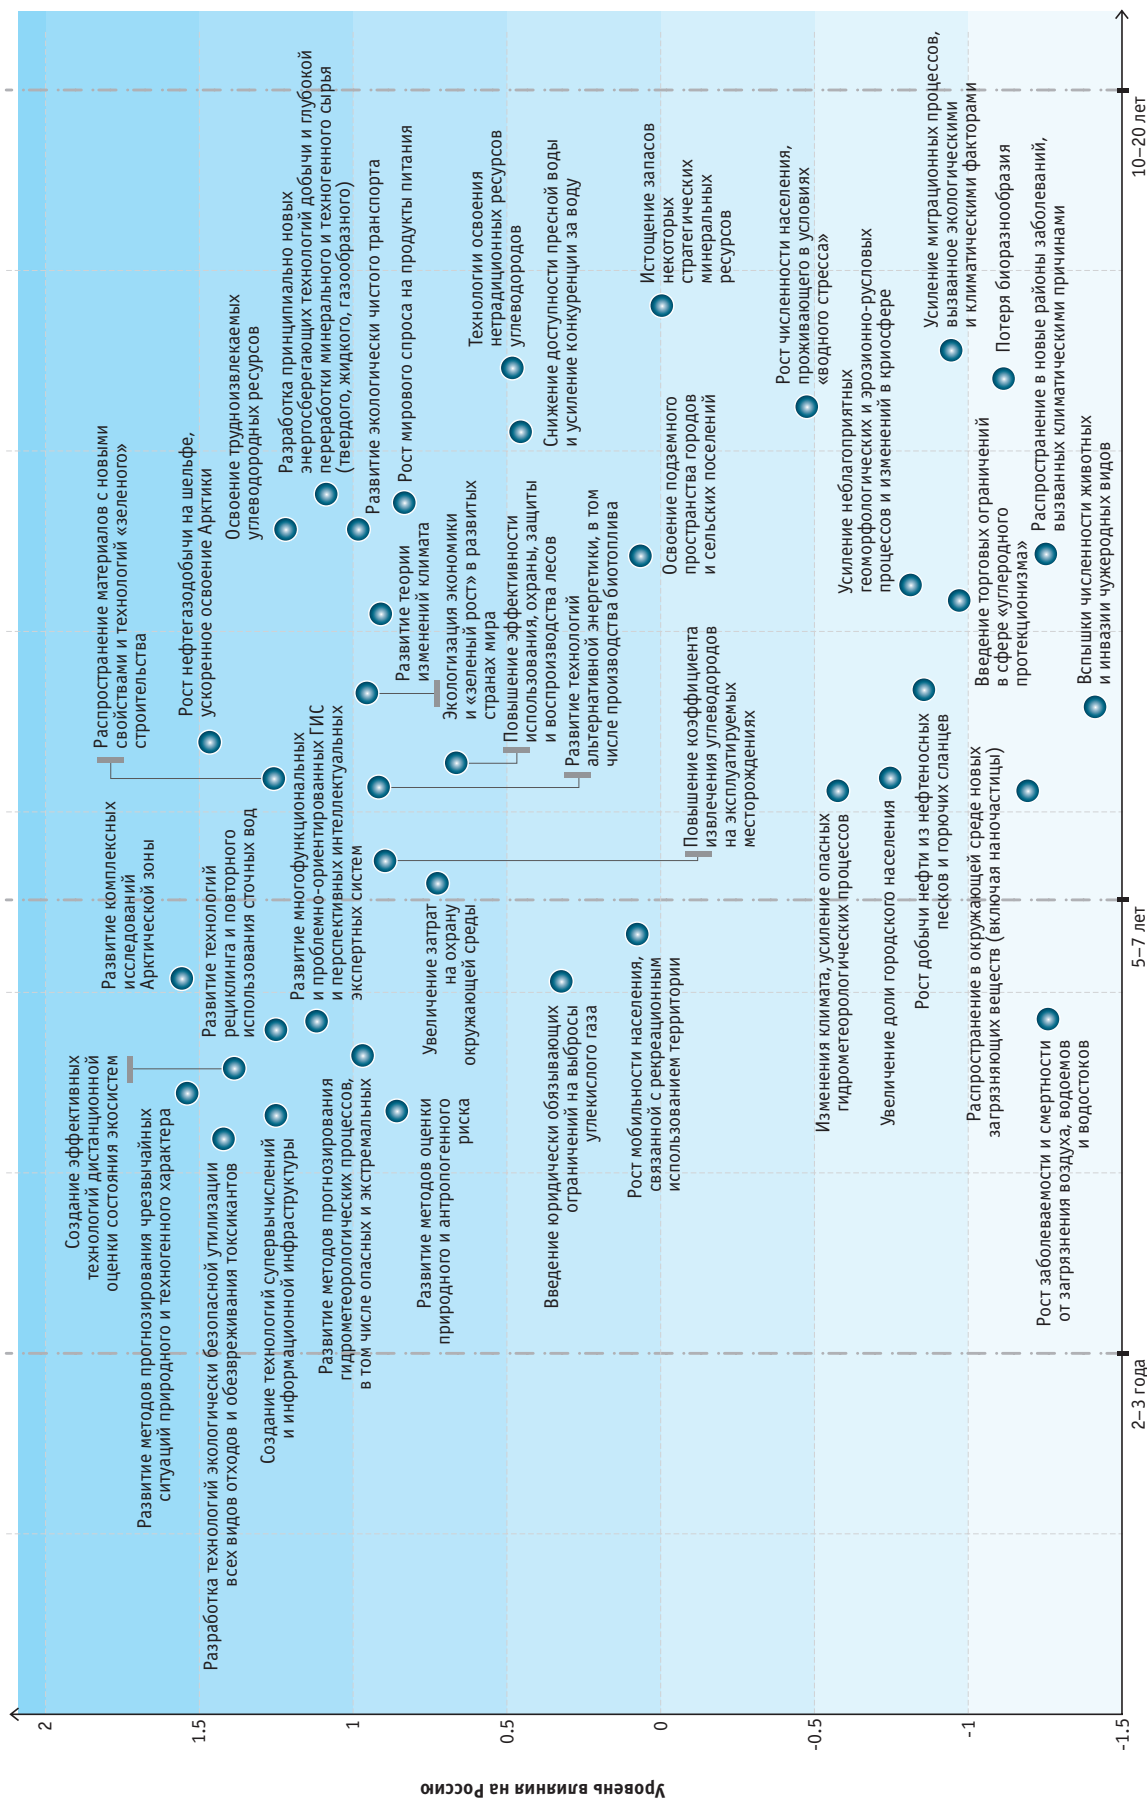 Уровень влияния на Россию
2
1.5
1
0.5
0
-0.5
-1
-1.5
2–3 года
5–7 лет
10–20 лет
Создание эффективных
технологий дистанционной
оценки состояния экосистем
Развитие методов прогнозирования чрезвычайных
ситуаций природного и техногенного характера
Разработка технологий экологически безопасной утилизации
всех видов отходов и обезвреживания токсикантов
Создание технологий супервычислений
и информационной инфраструктуры
Развитие методов прогнозирования
гидрометеорологических процессов,
в том числе опасных и экстремальных
Развитие методов оценки
природного и антропогенного
риска
Введение юридически обязывающих
ограничений на выбросы
углекислого газа
Рост мобильности населения,
связанной с рекреационным
использованием территории
Рост заболеваемости и смертности
от загрязнения воздуха, водоемов
и водостоков
Развитие комплексных
исследований
Арктической зоны
Развитие технологий
рециклинга и повторного
использования сточных вод
Развитие многофункциональных
и проблемно-ориентированных ГИС
и перспективных интеллектуальных
экспертных систем
Увеличение затрат
на охрану
окружающей среды
Распространение материалов с новыми
свойствами и технологий «зеленого»
строительства
Рост нефтегазодобычи на шельфе,
ускоренное освоение Арктики
Освоение трудноизвлекаемых
углеводородных ресурсов
Разработка принципиально новых
энергосберегающих технологий добычи и глубокой
переработки минерального и техногенного сырья
(твердого, жидкого, газообразного)
Развитие экологически чистого транспорта
Рост мирового спроса на продукты питания
Развитие теории
изменений климата
Экологизация экономики
и «зеленый рост» в развитых
странах мира
Повышение эффективности
использования, охраны, защиты
и воспроизводства лесов
Развитие технологий
альтернативной энергетики, в том
числе производства биотоплива
Повышение коэффициента
извлечения углеводородов
на эксплуатируемых
месторождениях
Технологии освоения
нетрадиционных ресурсов
углеводородов
Снижение доступности пресной воды
и усиление конкуренции за воду
Освоение подземного
пространства городов
и сельских поселений
Истощение запасов
некоторых
стратегических
минеральных
ресурсов
Рост численности населения,
проживающего в условиях
«водного стресса»
Изменения климата, усиление опасных
гидрометеорологических процессов
Усиление неблагоприятных
геоморфологических и эрозионно-русловых
процессов и изменений в криосфере
Увеличение доли городского населения
Рост добычи нефти из нефтеносных
песков и горючих сланцев
Усиление миграционных процессов,
вызванное экологическими
и климатическими факторами
Введение торговых ограничений
в сфере «углеродного
протекционизма»
Потеря биоразнообразия
Распространение в окружающей среде новых
загрязняющих веществ (включая наночастицы)
Распространение в новые районы заболеваний,
вызванных климатическими причинами
Вспышки численности животных
и инвазии чужеродных видов